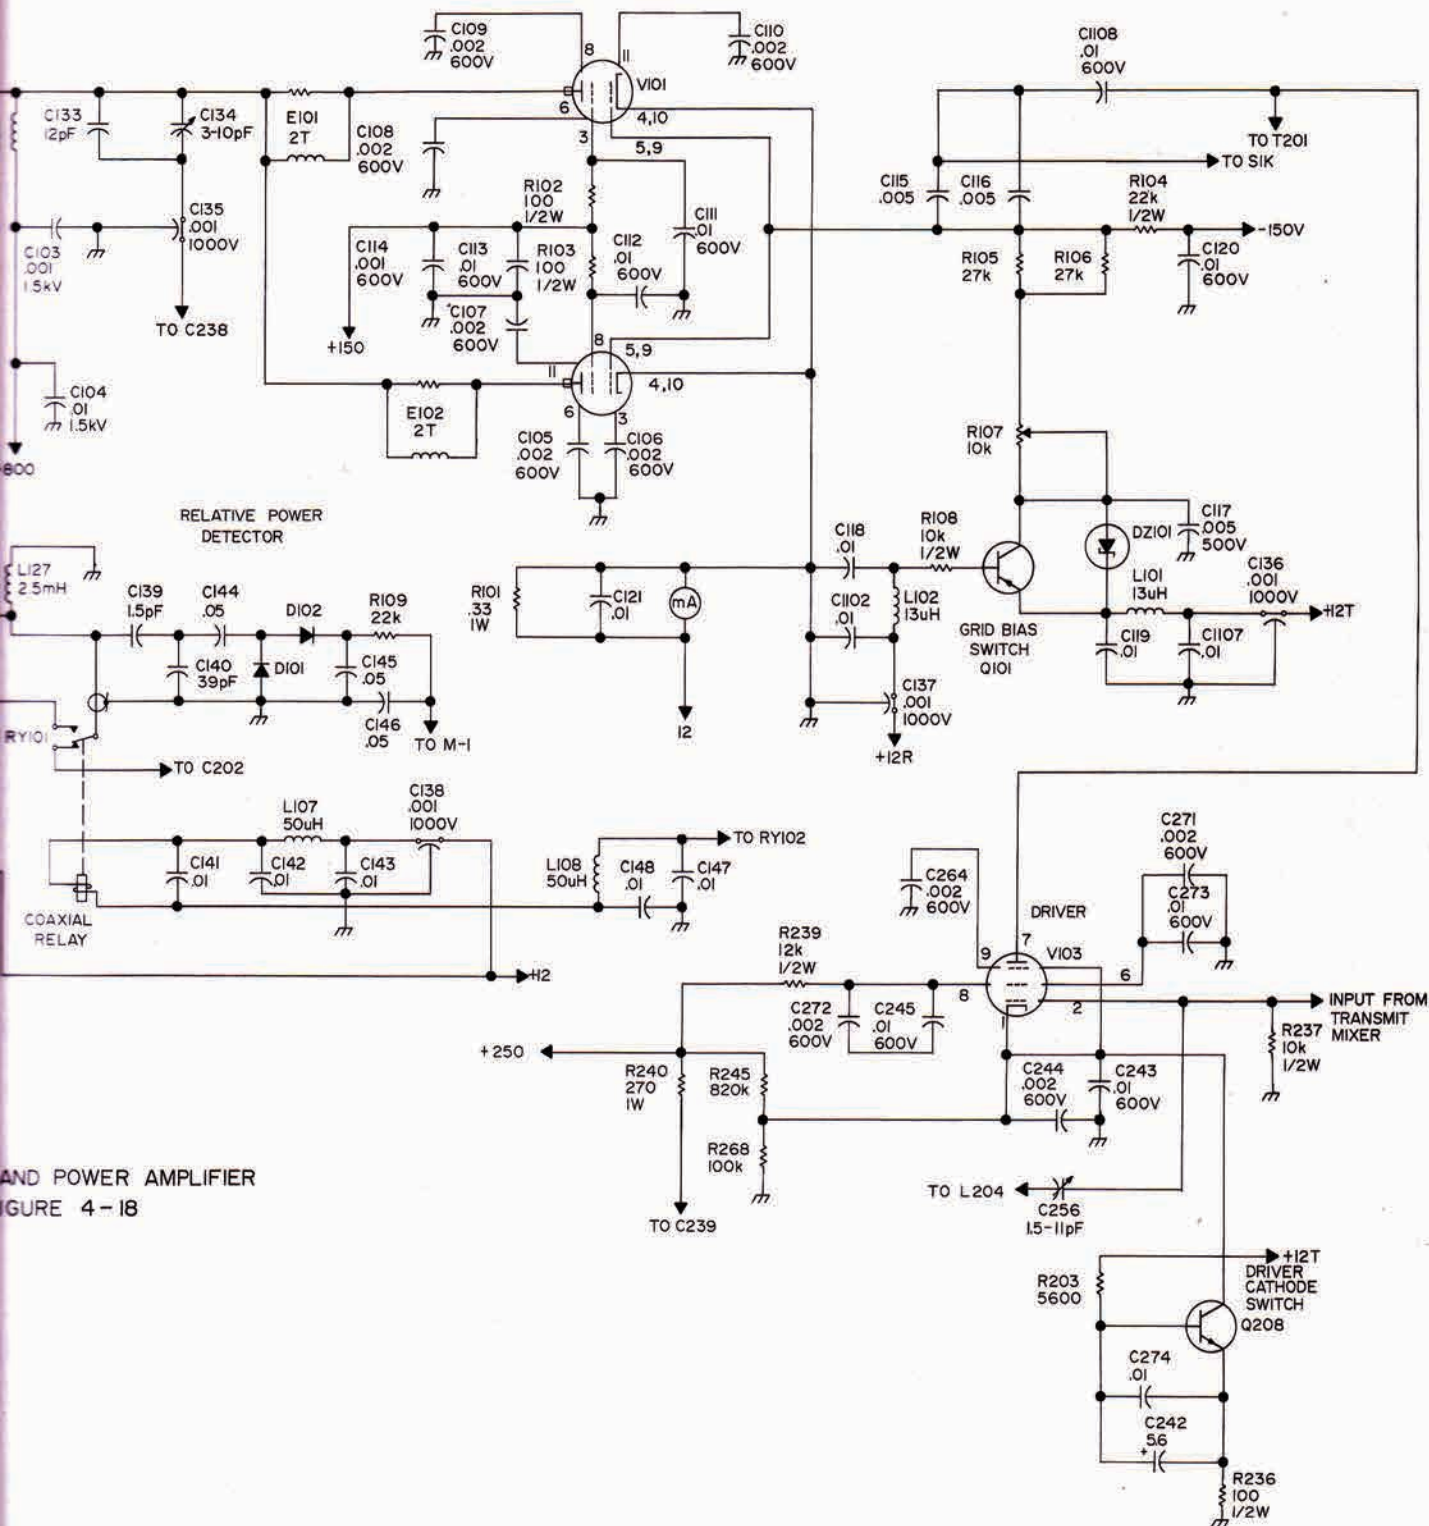 C109
.002
600V
8
11
C110
.002
600V
V101
6
4,10
3
5,9
C133
12pF
C134
3-10pF
E101
2T
C108
.002
600V
C1108
.01
600V
TO T201
TO S1K
C115
.005
C116
.005
R104
22k
1/2W
-150V
C135
.001
1000V
C103
.001
1.5kV
TO C238
R102
100
1/2W
C111
.01
600V
C114
.001
600V
C113
.01
600V
R103
100
1/2W
C112
.01
600V
R105
27k
R106
27k
C120
.01
600V
+150
C107
.002
600V
8
5,9
11
4,10
6
3
C104
.01
1.5kV
E102
2T
C105
.002
600V
C106
.002
600V
R107
10k
800
RELATIVE POWER
DETECTOR
L127
2.5mH
C139
1.5pF
C144
.05
D102
R109
22k
C140
39pF
D101
C145
.05
C146
.05
TO M-1
RY101
TO C202
R101
.33
1W
C121
.01
mA
12
C118
.01
R108
10k
1/2W
C1102
.01
L102
13uH
C137
.001
1000V
+12R
GRID BIAS
SWITCH
Q101
DZ101
C117
.005
500V
L101
13uH
C136
.001
1000V
+12T
C119
.01
C1107
.01
L107
50uH
C138
.001
1000V
C141
.01
C142
.01
C143
.01
COAXIAL
RELAY
+12
L108
50uH
C148
.01
C147
.01
TO RY102
C264
.002
600V
DRIVER
C271
.002
600V
C273
.01
600V
R239
12k
1/2W
9
7
V103
6
8
2
1
C272
.002
600V
C245
.01
600V
INPUT FROM
TRANSMIT
MIXER
R237
10k
1/2W
+250
R240
270
1W
R245
820k
C244
.002
600V
C243
.01
600V
R268
100k
TO C239
TO L204
C256
1.5-11pF
AND POWER AMPLIFIER
IGURE 4-18
+12T
R203
5600
DRIVER
CATHODE
SWITCH
Q208
C274
.01
C242
56
+
R236
100
1/2W